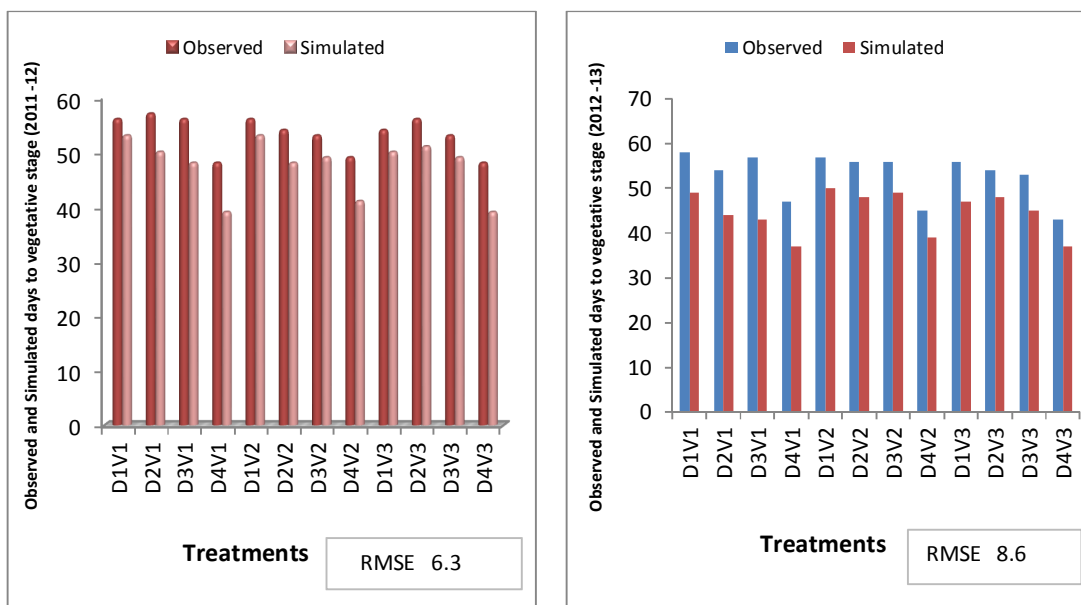 Observed Simulated
Observed and Simulated days to vegetative stage (2011 -12)
60
50
40
30
20
10
0
D1V1 D2V1 D3V1 D4V1 D1V2 D2V2 D3V2 D4V2 D1V3 D2V3 D3V3 D4V3
Treatments
RMSE 6.3
Observed Simulated
Observed and Simulated days to vegetative stage (2012 -13)
70
60
50
40
30
20
10
0
D1V1 D2V1 D3V1 D4V1 D1V2 D2V2 D3V2 D4V2 D1V3 D2V3 D3V3 D4V3
Treatments
RMSE 8.6